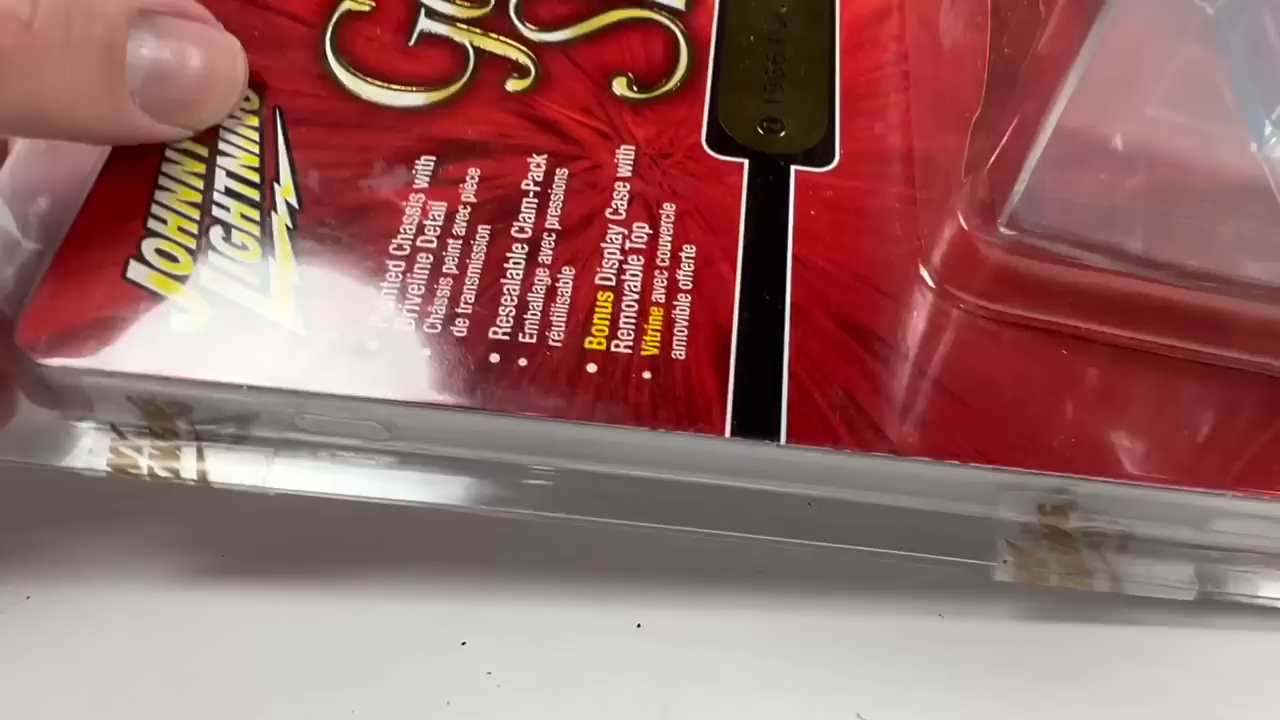 JOHNNY
LIGHTNING
Driveline Detail
Châssis peint avec pièce
de transmission
• Resealable Clam-Pack
• Emballage avec pressions
réutilisable
• Bonus Display Case with
Removable Top
• Vitrine avec couvercle
amovible offerte
Chassis with